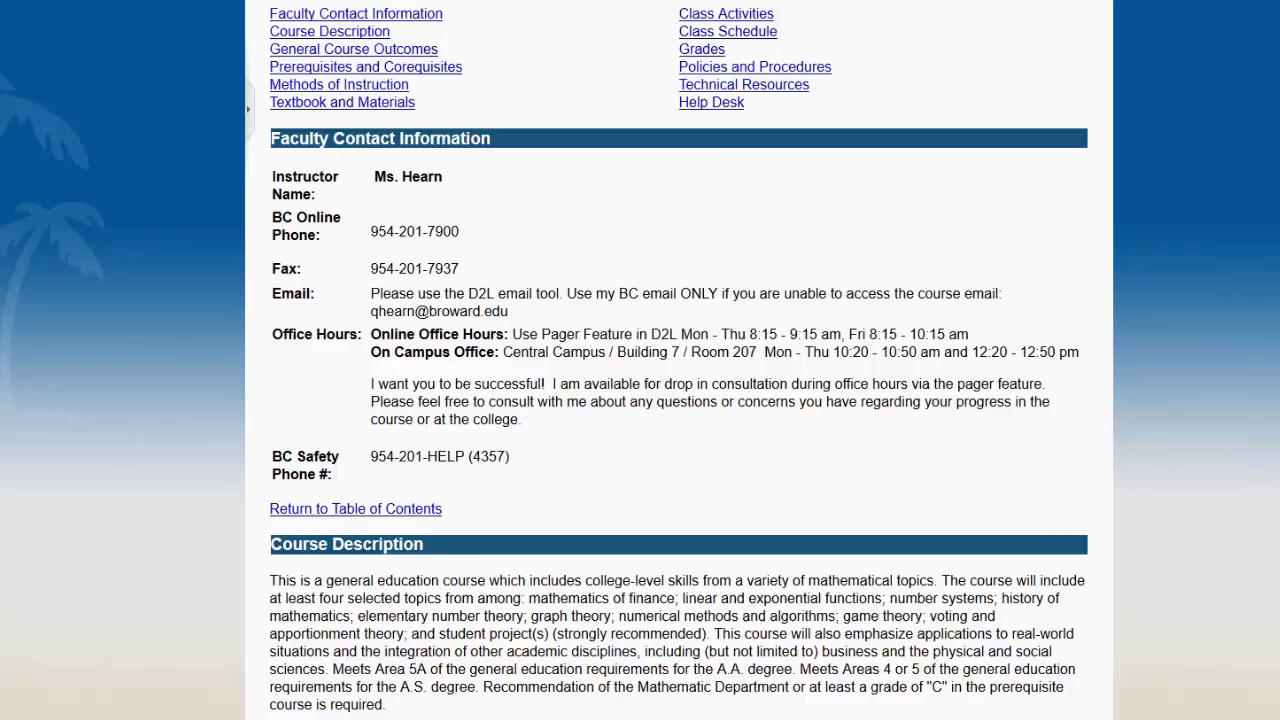 Faculty Contact Information
Course Description
General Course Outcomes
Prerequisites and Corequisites
Methods of Instruction
Textbook and Materials
Class Activities
Class Schedule
Grades
Policies and Procedures
Technical Resources
Help Desk
Faculty Contact Information
Instructor Name: Ms. Hearn
BC Online Phone: 954-201-7900
Fax: 954-201-7937
Email: Please use the D2L email tool. Use my BC email ONLY if you are unable to access the course email:
qhearn@broward.edu
Office Hours: Online Office Hours: Use Pager Feature in D2L Mon - Thu 8:15 - 9:15 am, Fri 8:15 - 10:15 am
On Campus Office: Central Campus / Building 7 / Room 207 Mon - Thu 10:20 - 10:50 am and 12:20 - 12:50 pm
I want you to be successful! I am available for drop in consultation during office hours via the pager feature.
Please feel free to consult with me about any questions or concerns you have regarding your progress in the
course or at the college.
BC Safety Phone #: 954-201-HELP (4357)
Return to Table of Contents
Course Description
This is a general education course which includes college-level skills from a variety of mathematical topics. The course will include
at least four selected topics from among: mathematics of finance; linear and exponential functions; number systems; history of
mathematics; elementary number theory; graph theory; numerical methods and algorithms; game theory; voting and
apportionment theory; and student project(s) (strongly recommended). This course will also emphasize applications to real-world
situations and the integration of other academic disciplines, including (but not limited to) business and the physical and social
sciences. Meets Area 5A of the general education requirements for the A.A. degree. Meets Areas 4 or 5 of the general education
requirements for the A.S. degree. Recommendation of the Mathematic Department or at least a grade of "C" in the prerequisite
course is required.